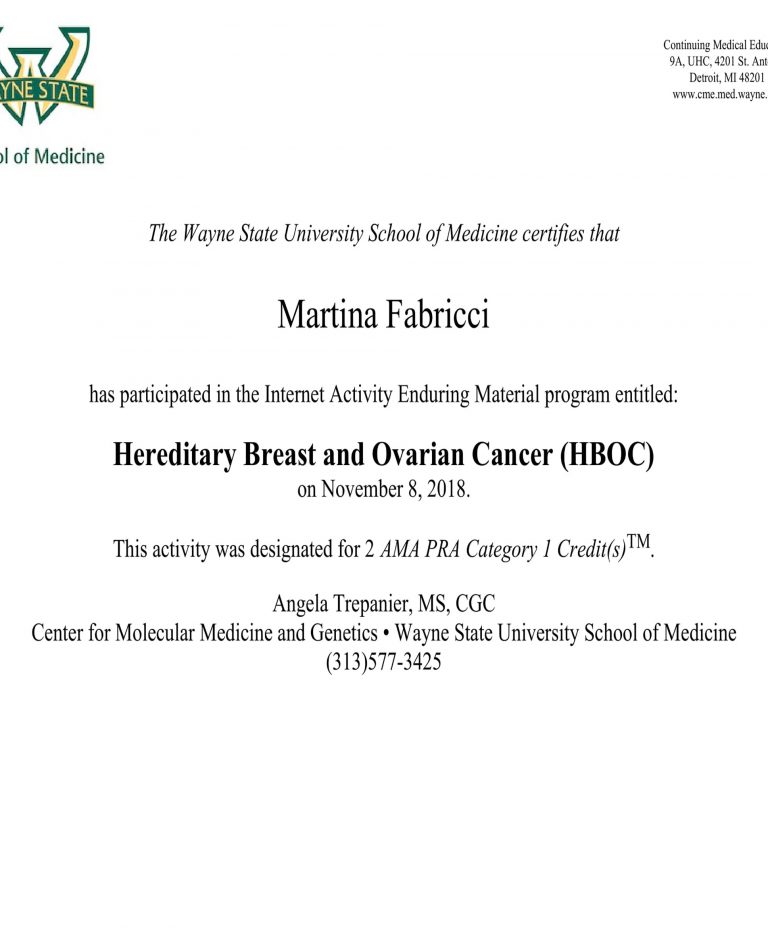 YNE STATE
of Medicine
Continuing Medical
9A, UHC, 4201 St.
Detroit, MI 48201
www.cme.med.wayne.
The Wayne State University School of Medicine certifies that
Martina Fabricci
has participated in the Internet Activity Enduring Material program entitled:
Hereditary Breast and Ovarian Cancer (HBOC)
on November 8, 2018.
This activity was designated for 2 AMA PRA Category 1 Credit(s)TM.
Angela Trepanier, MS, CGC
Center for Molecular Medicine and Genetics • Wayne State University School of Medicine
(313)577-3425